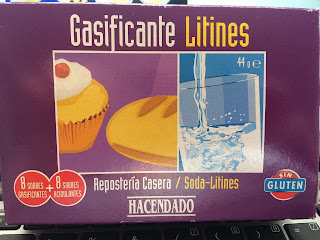 Gasificante Litines
44 g e
8 SOBRES
GASIFICANTES
+
8 SOBRES
ACIDULANTES
SIN
GLUTEN
Repostería Casera / Soda-Litines
HACENDADO